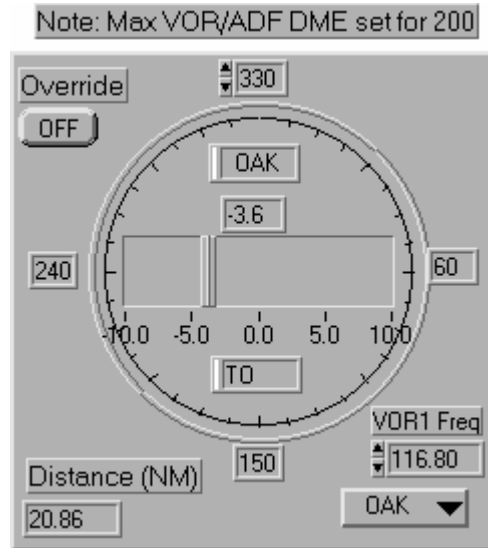 Note: Max VOR/ADF DME set for 200
Override
330
OFF
OAK
-3.6
240
60
-10.0 -5.0 0.0 5.0 10.0
TO
VOR1 Freq
150
116.80
Distance (NM)
20.86
OAK